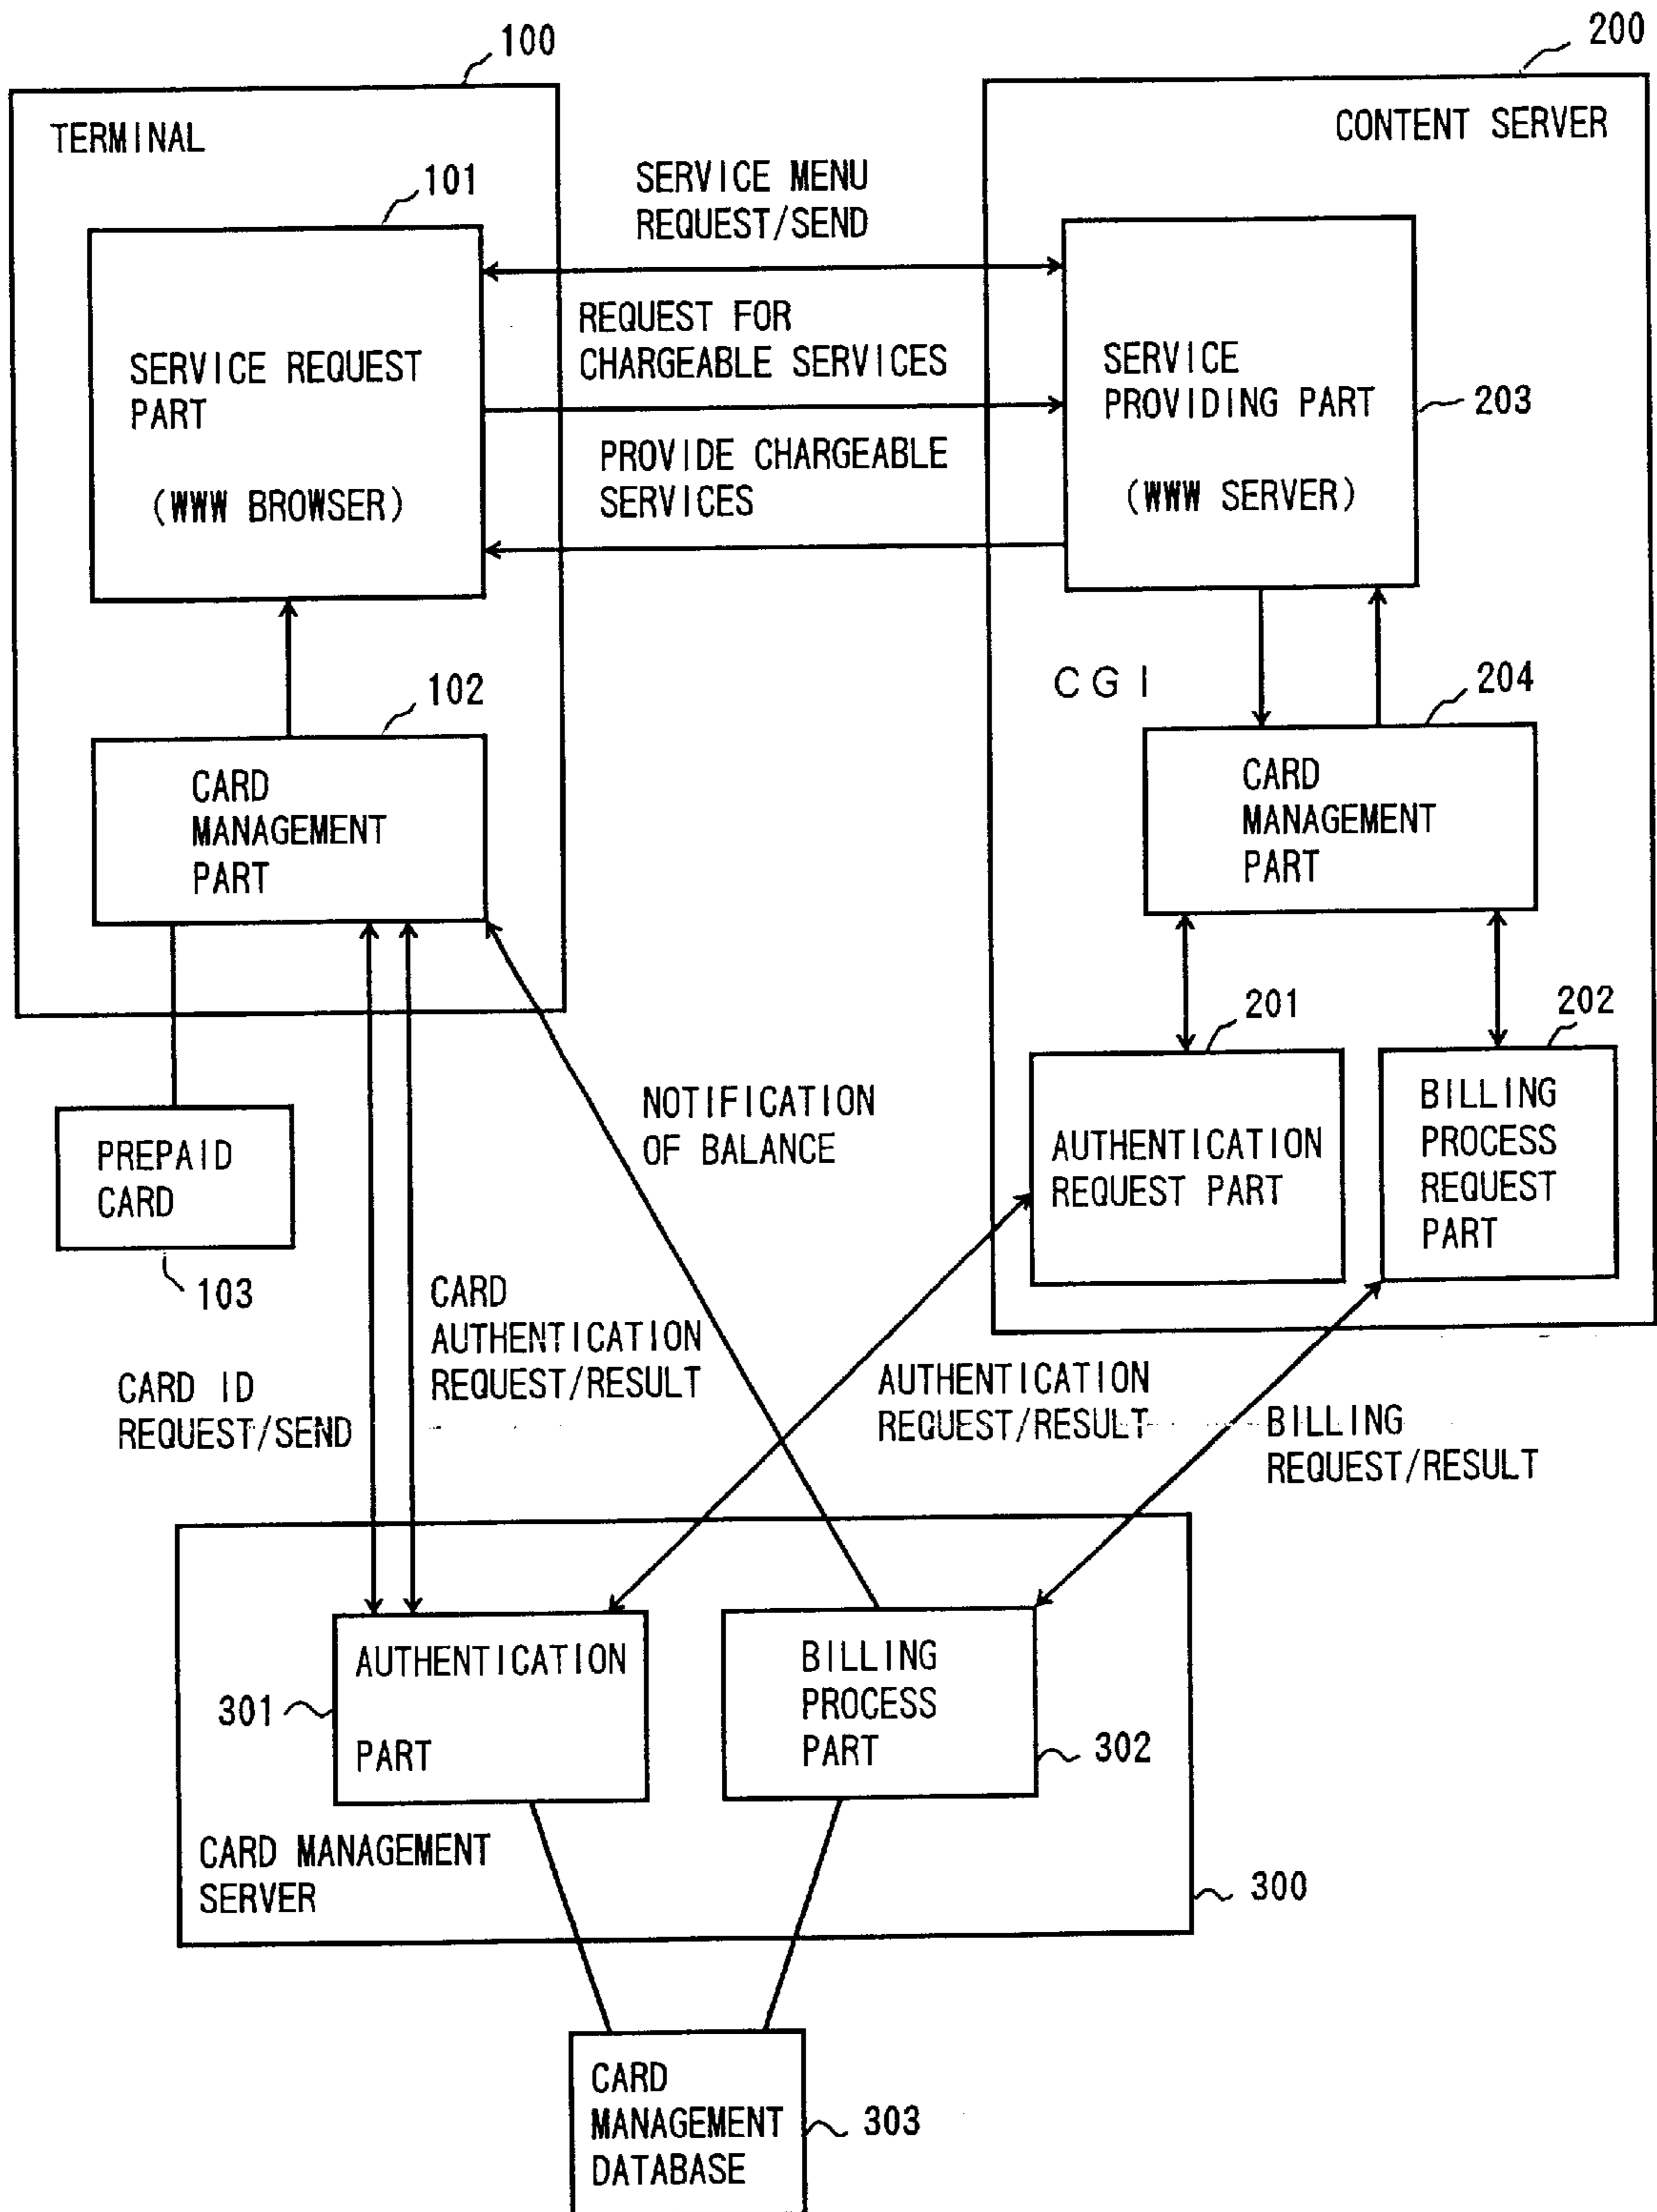 100
200
TERMINAL
CONTENT SERVER
101
SERVICE MENU
REQUEST/SEND
SERVICE REQUEST
PART
(WWW BROWSER)
REQUEST FOR
CHARGEABLE SERVICES
PROVIDE CHARGEABLE
SERVICES
SERVICE
PROVIDING PART
(WWW SERVER)
203
102
CGI
204
CARD
MANAGEMENT
PART
CARD
MANAGEMENT
PART
201
202
PREPAID
CARD
103
NOTIFICATION
OF BALANCE
AUTHENTICATION
REQUEST PART
BILLING
PROCESS
REQUEST
PART
CARD ID
REQUEST/SEND
CARD
AUTHENTICATION
REQUEST/RESULT
AUTHENTICATION
REQUEST/RESULT
BILLING
REQUEST/RESULT
301
AUTHENTICATION
PART
BILLING
PROCESS
PART
302
CARD MANAGEMENT
SERVER
300
CARD
MANAGEMENT
DATABASE
303